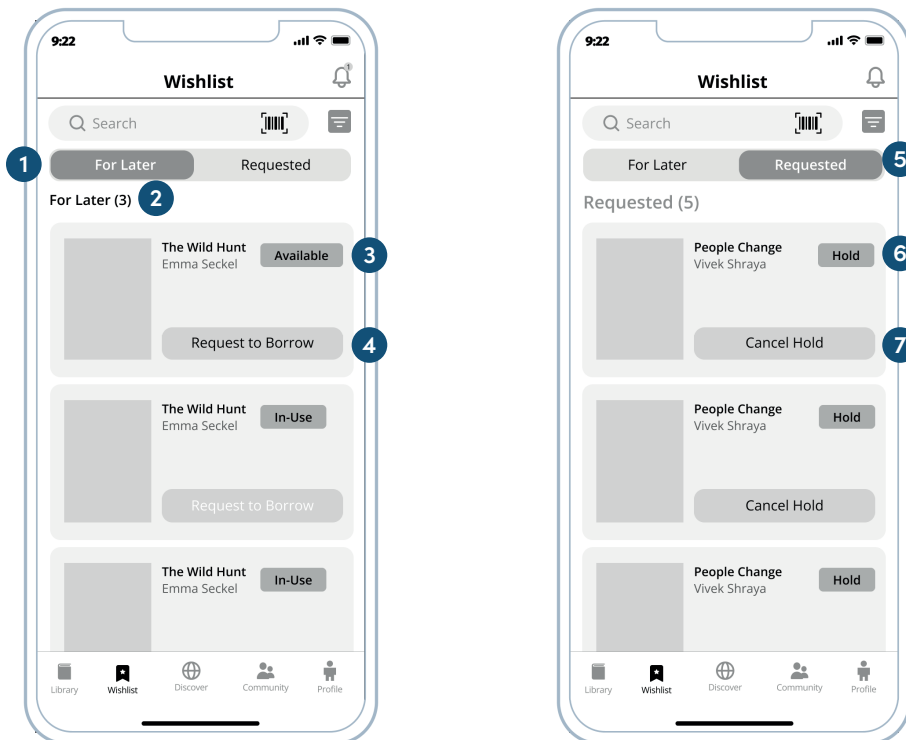 9:22
Wishlist
1
Search
1
For Later Requested
For Later (3) 2
The Wild Hunt Available 3
Emma Seckel
Request to Borrow 4
The Wild Hunt In-Use
Emma Seckel
Request to Borrow
The Wild Hunt In-Use
Emma Seckel
Library Wishlist Discover Community Profile
9:22
Wishlist
Search
For Later Requested 5
Requested (5)
People Change Hold 6
Vivek Shraya
Cancel Hold 7
People Change Hold
Vivek Shraya
Cancel Hold
People Change Hold
Vivek Shraya
Library Wishlist Discover Community Profile